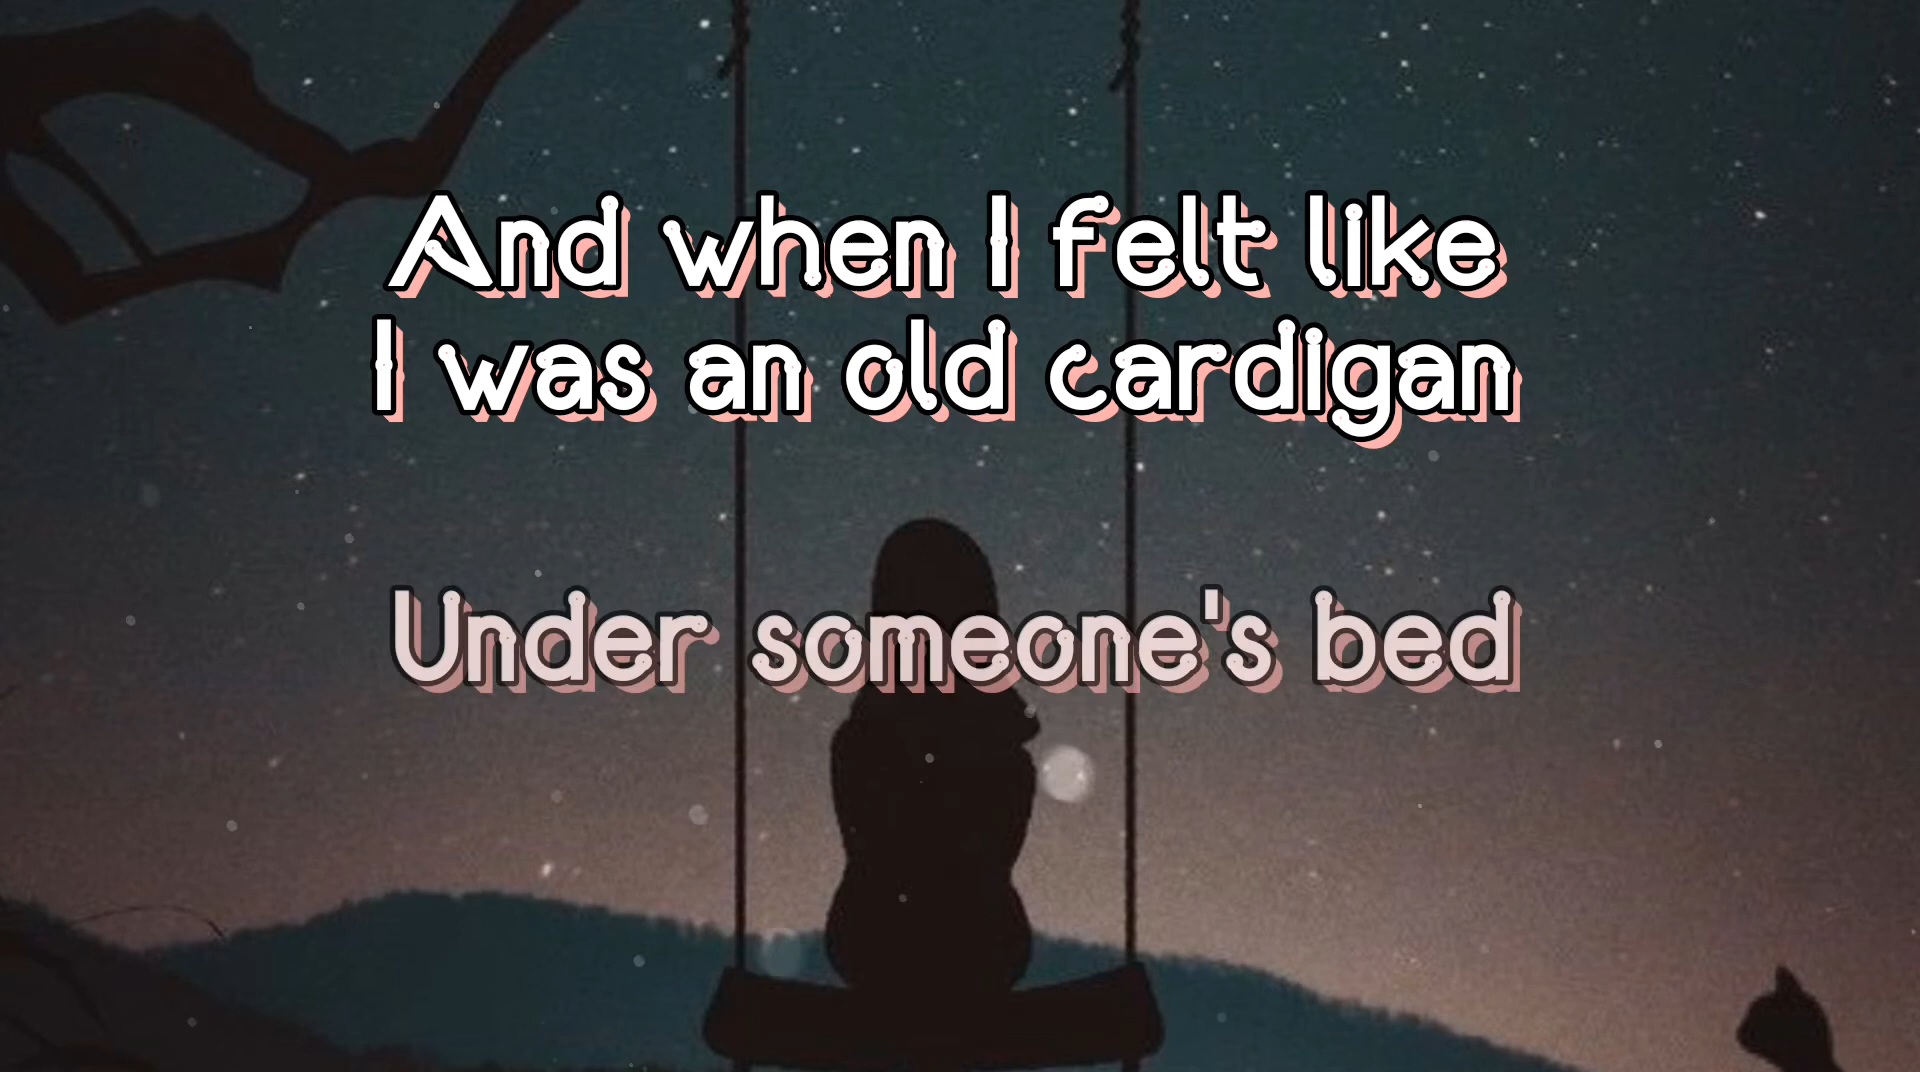 And when I felt like
I was an old cardigan
Under someone's bed